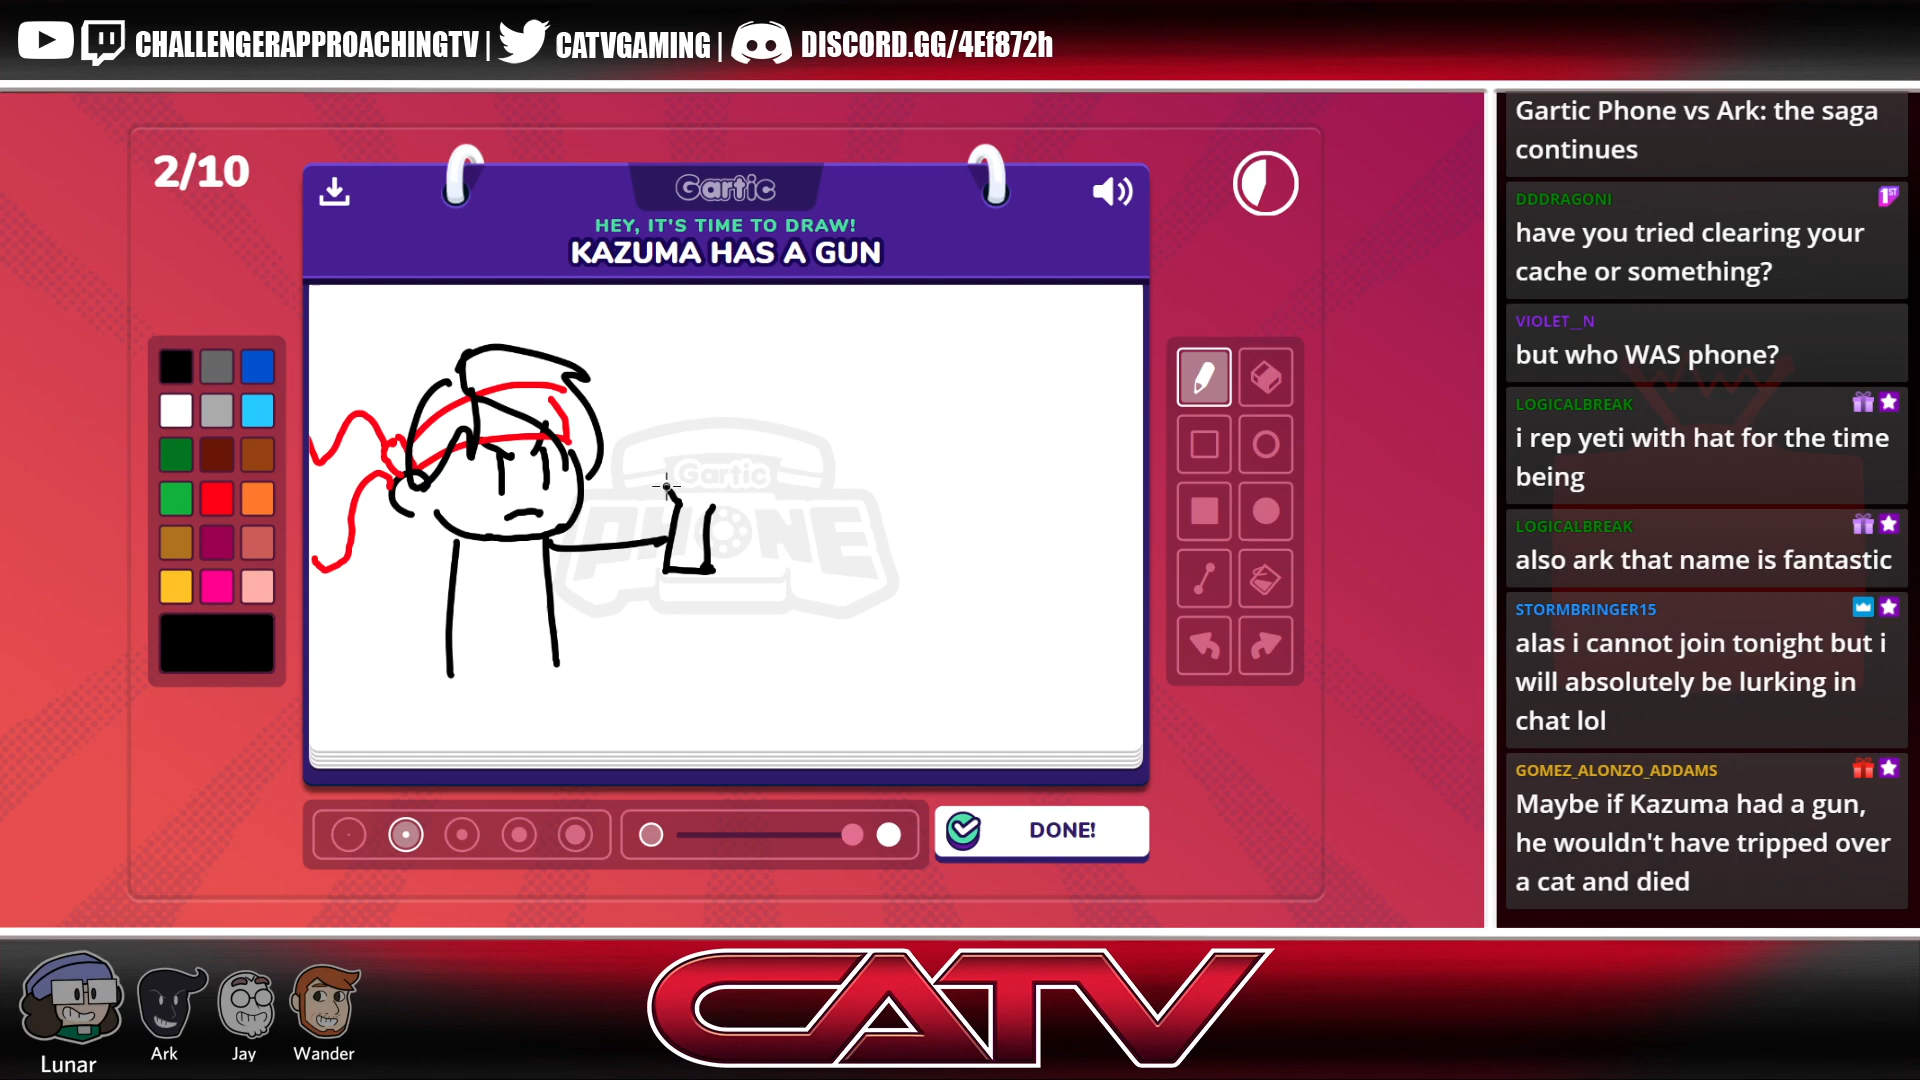 CHALLENGERAPPROACHINGTV | CATVGAMING | DISCORD.GG/4Ef872h
2/10
Gartic
HEY, IT'S TIME TO DRAW!
KAZUMA HAS A GUN
Gartic
PHONE
DONE!
Gartic Phone vs Ark: the saga
continues
DDDRAGONI
1ST
have you tried clearing your
cache or something?
VIOLET__N
but who WAS phone?
LOGICALBREAK
i rep yeti with hat for the time
being
LOGICALBREAK
also ark that name is fantastic
STORMBRINGER15
alas i cannot join tonight but i
will absolutely be lurking in
chat lol
GOMEZ_ALONZO_ADDAMS
Maybe if Kazuma had a gun,
he wouldn't have tripped over
a cat and died
Lunar
Ark
Jay
Wander
CATV